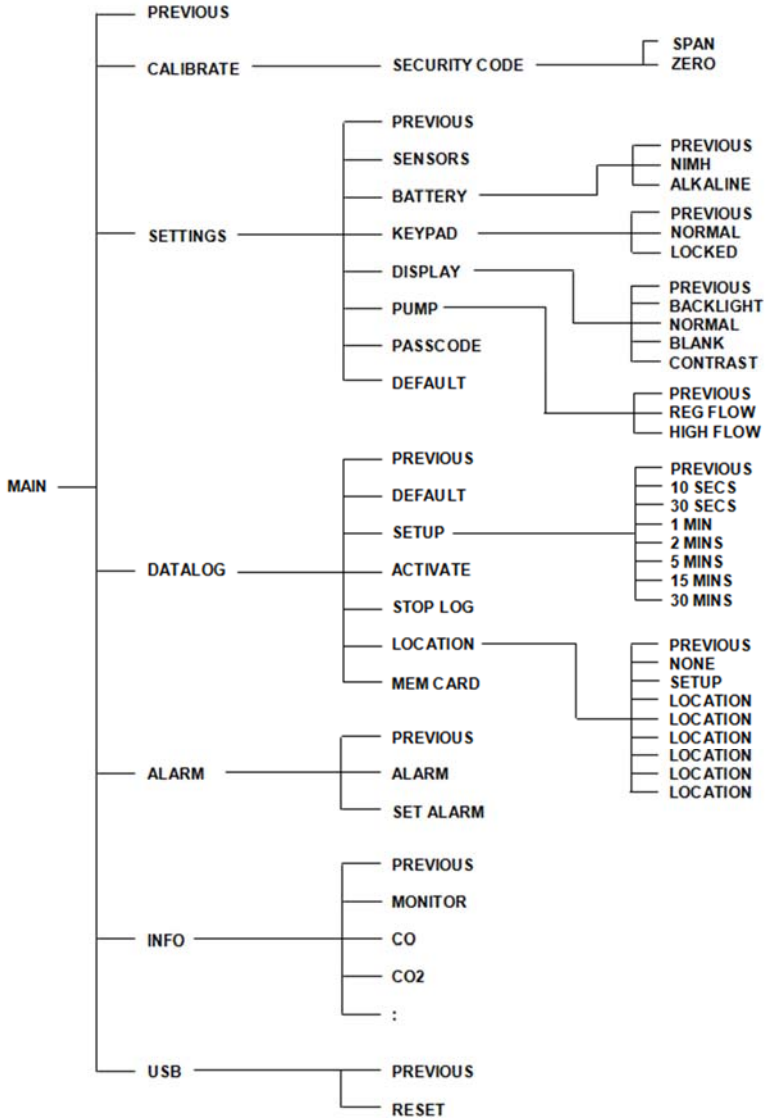 PREVIOUS
CALIBRATE
SECURITY CODE
SPAN
ZERO
SETTINGS
PREVIOUS
SENSORS
BATTERY
PREVIOUS
NIMH
ALKALINE
KEYPAD
PREVIOUS
NORMAL
LOCKED
DISPLAY
PREVIOUS
BACKLIGHT
NORMAL
BLANK
CONTRAST
PUMP
PREVIOUS
REG FLOW
HIGH FLOW
PASSCODE
DEFAULT
MAIN
DATALOG
PREVIOUS
DEFAULT
SETUP
PREVIOUS
10 SECS
30 SECS
1 MIN
2 MINS
5 MINS
15 MINS
30 MINS
ACTIVATE
STOP LOG
LOCATION
PREVIOUS
NONE
SETUP
LOCATION
LOCATION
LOCATION
LOCATION
LOCATION
LOCATION
MEM CARD
ALARM
PREVIOUS
ALARM
SET ALARM
INFO
PREVIOUS
MONITOR
CO
CO2
:
USB
PREVIOUS
RESET